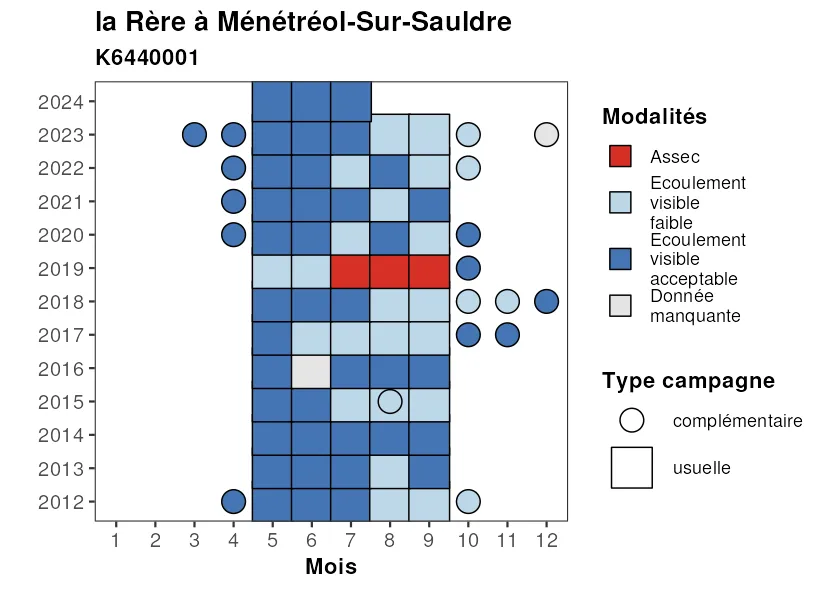 la Rère à Ménétréol-Sur-Sauldre
K6440001
2024
2023
2022
2021
2020
2019
2018
2017
2016
2015
2014
2013
2012
1 2 3 4 5 6 7 8 9 10 11 12
Mois
Modalités
Assec
Ecoulement
visible
faible
Ecoulement
visible
acceptable
Donnée
manquante
Type campagne
complémentaire
usuelle